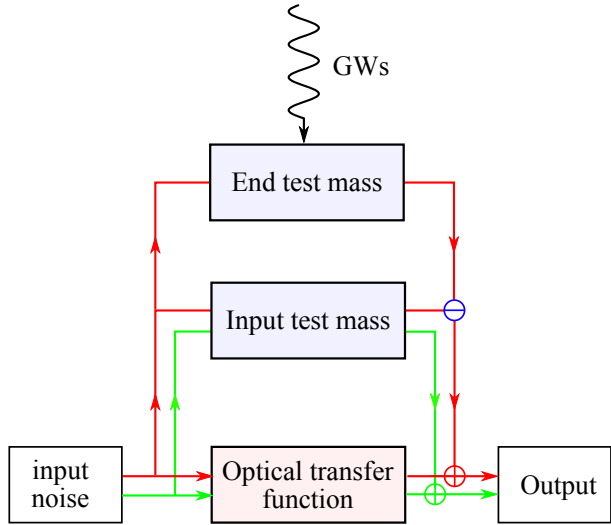 GWs
End test mass
Input test mass
input
noise
Optical transfer
function
Output